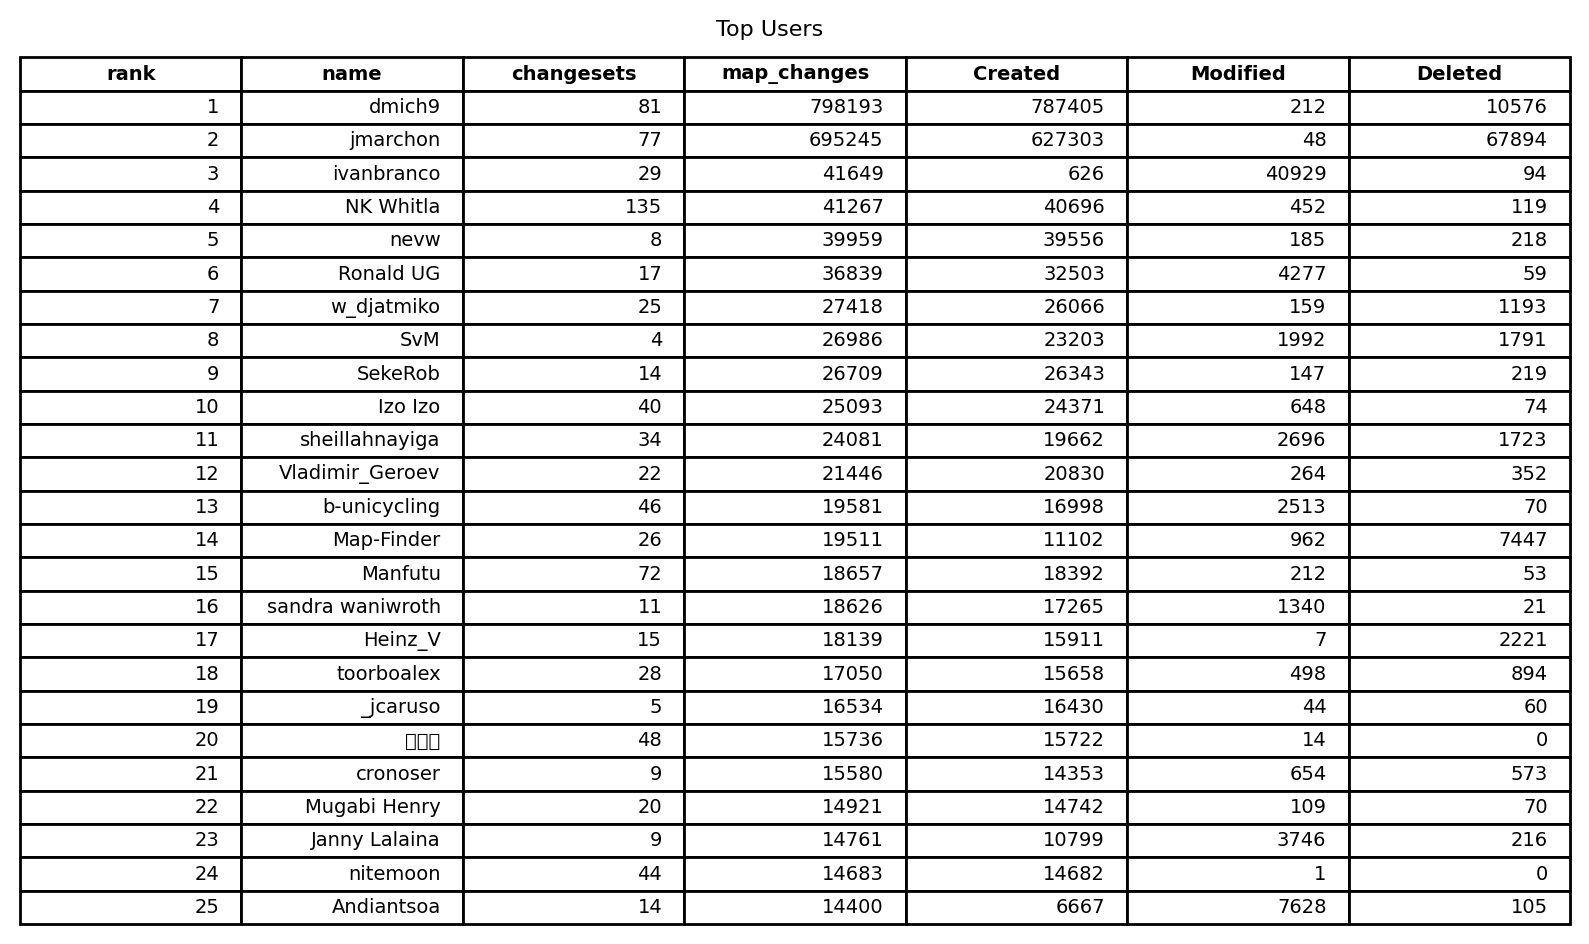 Top Users
rank name changesets map_changes Created Modified Deleted
1 dmich9 81 798193 787405 212 10576
2 jmarchon 77 695245 627303 48 67894
3 ivanbranco 29 41649 626 40929 94
4 NK Whitla 135 41267 40696 452 119
5 nevw 8 39959 39556 185 218
6 Ronald UG 17 36839 32503 4277 59
7 w_djatmiko 25 27418 26066 159 1193
8 SvM 4 26986 23203 1992 1791
9 SekeRob 14 26709 26343 147 219
10 Izo Izo 40 25093 24371 648 74
11 sheillahnayiga 34 24081 19662 2696 1723
12 Vladimir_Geroev 22 21446 20830 264 352
13 b-unicycling 46 19581 16998 2513 70
14 Map-Finder 26 19511 11102 962 7447
15 Manfutu 72 18657 18392 212 53
16 sandra waniwroth 11 18626 17265 1340 21
17 Heinz_V 15 18139 15911 7 2221
18 toorboalex 28 17050 15658 498 894
19 _jcaruso 5 16534 16430 44 60
20 48 15736 15722 14 0
21 cronoser 9 15580 14353 654 573
22 Mugabi Henry 20 14921 14742 109 70
23 Janny Lalaina 9 14761 10799 3746 216
24 nitemoon 44 14683 14682 1 0
25 Andiantsoa 14 14400 6667 7628 105